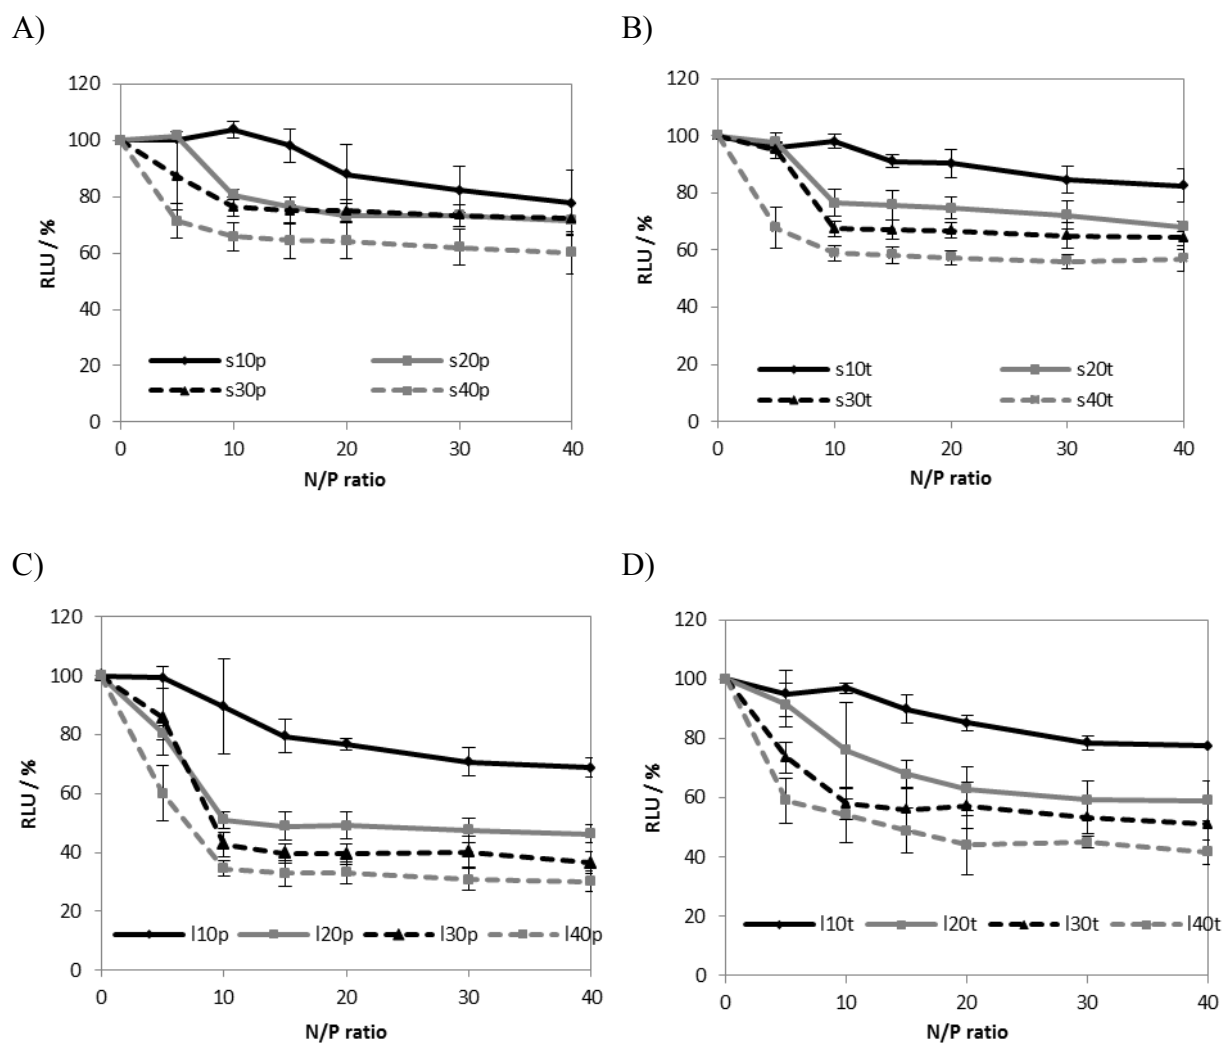 A)
B)
120
100
80
60
40
20
0
RLU / %
s10p s20p
s30p s40p
0 10 20 30 40
N/P ratio
120
100
80
60
40
20
0
RLU / %
s10t s20t
s30t s40t
0 10 20 30 40
N/P ratio
C)
D)
120
100
80
60
40
20
0
RLU / %
l10p l20p l30p l40p
0 10 20 30 40
N/P ratio
120
100
80
60
40
20
0
RLU / %
l10t l20t l30t l40t
0 10 20 30 40
N/P ratio